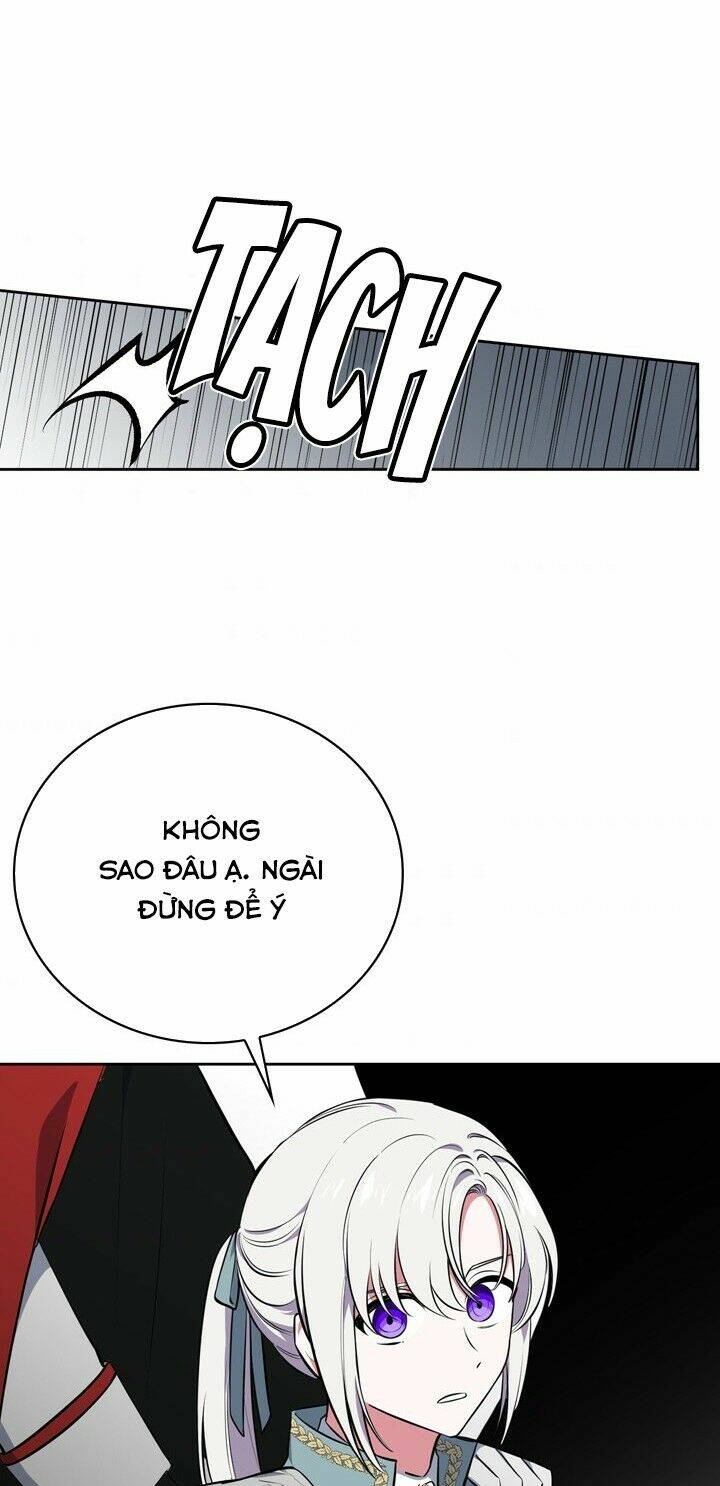 TẠCH
KHÔNG
SAO ĐÂU Ạ. NGÀI
ĐỪNG ĐỂ Ý